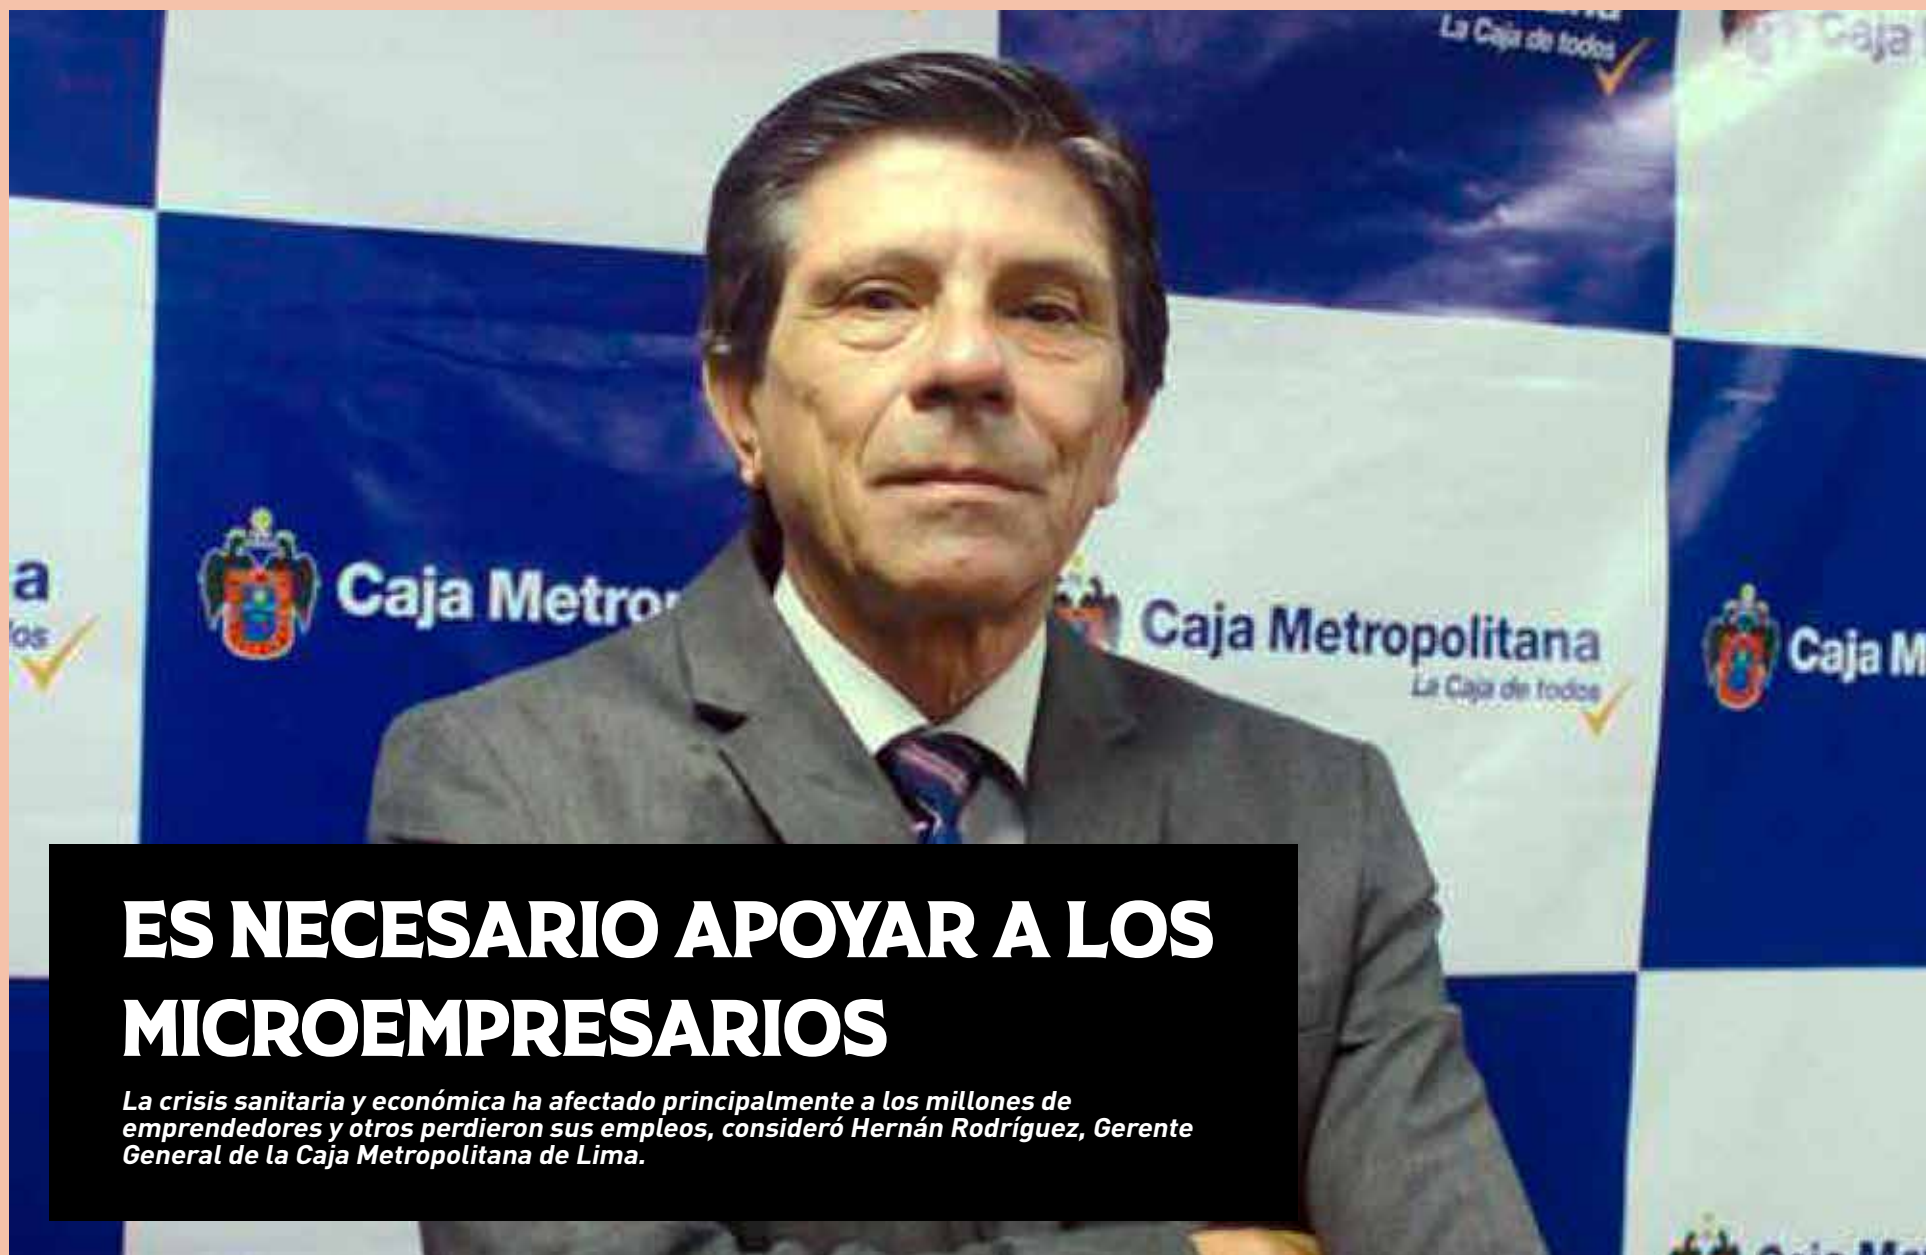 La Caja de todos
Caja
a
os
Caja Metrop
Caja Metropolitana
La Caja de todos
Caja M
ES NECESARIO APOYAR A LOS
MICROEMPRESARIOS
La crisis sanitaria y económica ha afectado principalmente a los millones de
emprendedores y otros perdieron sus empleos, consideró Hernán Rodríguez, Gerente
General de la Caja Metropolitana de Lima.